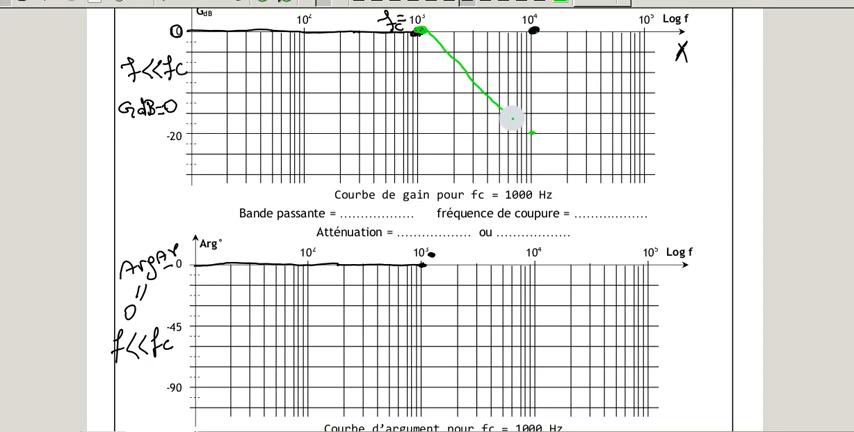 GdB
fc=
0 10² 10³ 10⁴ 10⁵ Log f
X
f<<fc
GdB=0
-20
Courbe de gain pour fc = 1000 Hz
Bande passante = .................. fréquence de coupure = ..................
Atténuation = .................. ou ..................
Arg°
10² 10³ 10⁴ 10⁵ Log f
ArgAv
0
"
0
-45
f<<fc
-90
Courbe d'argument pour fc = 1000 Hz